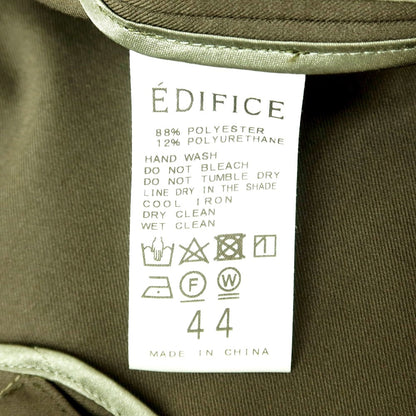 ÉDIFICE
88% POLYESTER
12% POLYURETHANE
HAND WASH
DO NOT BLEACH
DO NOT TUMBLE DRY
LINE DRY IN THE SHADE
COOL IRON
DRY CLEAN
WET CLEAN
F W
44
MADE IN CHINA